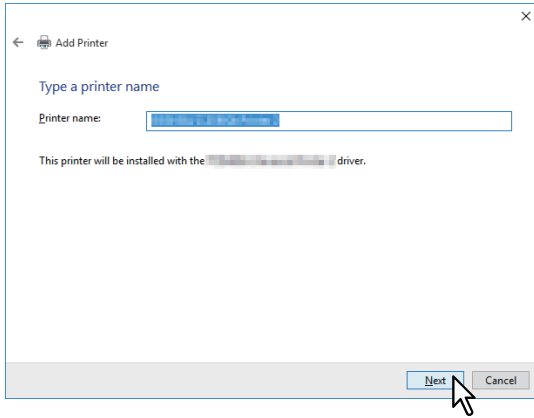 Add Printer
Type a printer name
Printer name:
This printer will be installed with the driver.
Next Cancel